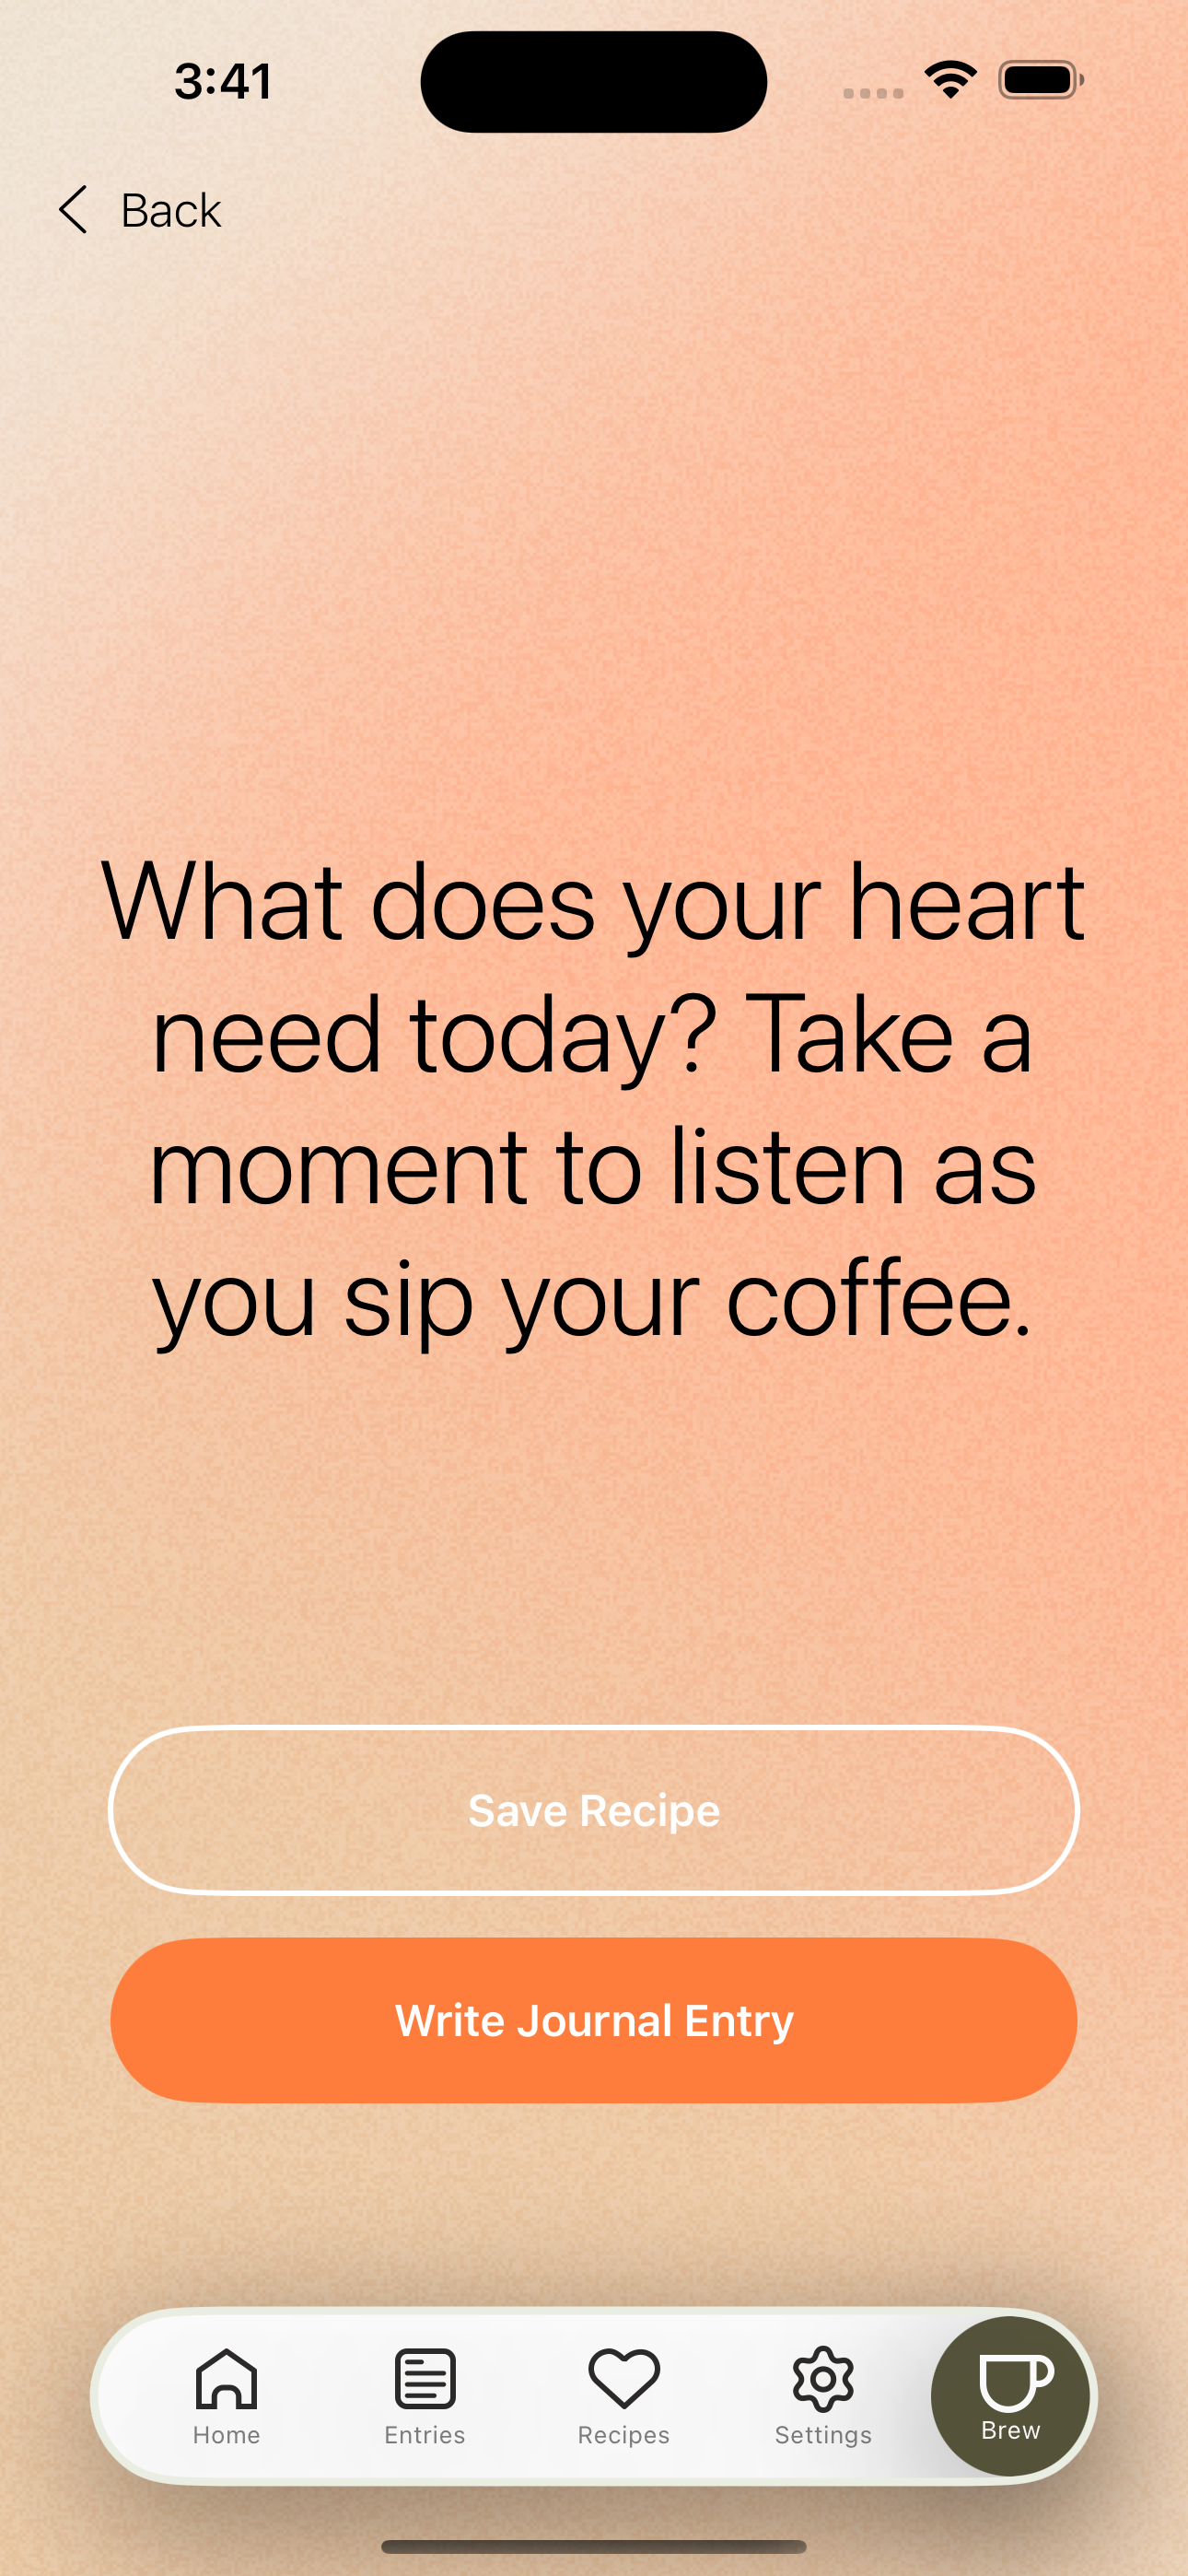 3:41
Back
What does your heart
need today? Take a
moment to listen as
you sip your coffee.
Save Recipe
Write Journal Entry
Home
Entries
Recipes
Settings
Brew